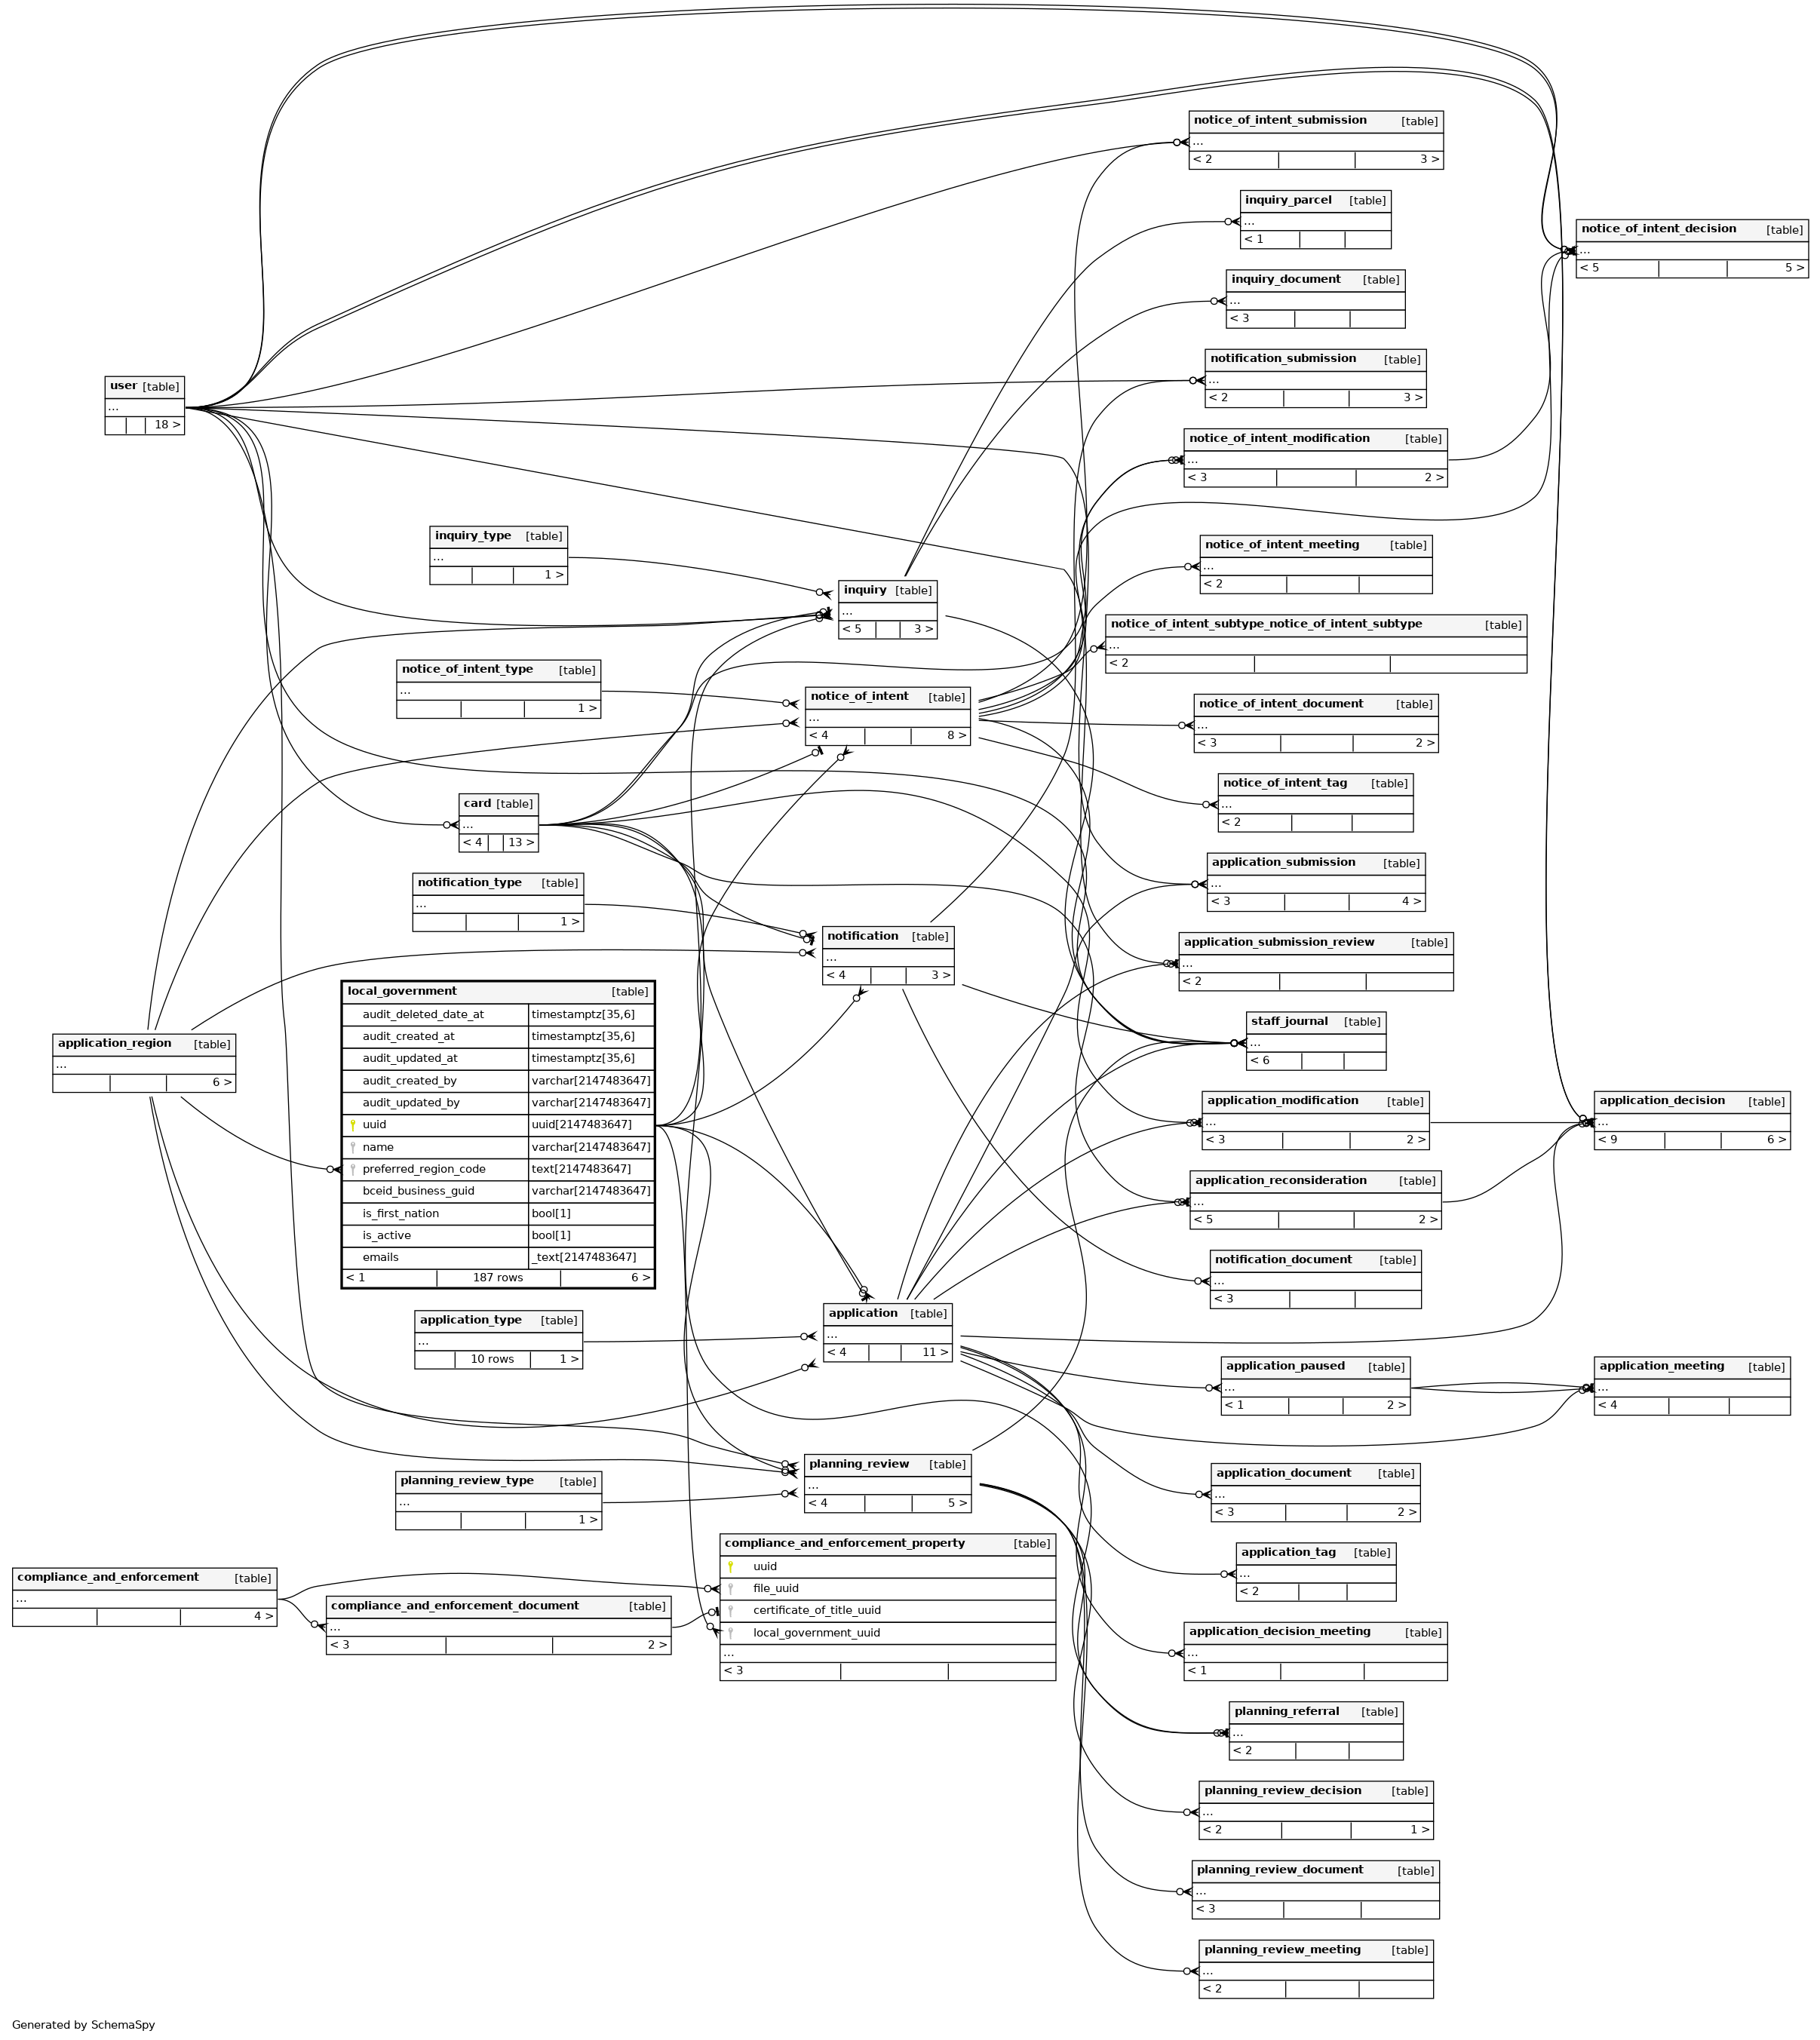 notice_of_intent_submission [table]
...
< 2 3 >
inquiry_parcel [table]
...
< 1
notice_of_intent_decision [table]
...
< 5 5 >
inquiry_document [table]
...
< 3
notification_submission [table]
...
< 2 3 >
user [table]
...
18 >
notice_of_intent_modification [table]
...
< 3 2 >
inquiry_type [table]
...
1 >
notice_of_intent_meeting [table]
...
< 2
inquiry [table]
...
< 5 3 >
notice_of_intent_subtype_notice_of_intent_subtype [table]
...
< 2
notice_of_intent_type [table]
...
1 >
notice_of_intent [table]
...
< 4 8 >
notice_of_intent_document [table]
...
< 3 2 >
notice_of_intent_tag [table]
...
< 2
card [table]
...
< 4 13 >
application_submission [table]
...
< 3 4 >
notification_type [table]
...
1 >
notification [table]
...
< 4 3 >
application_submission_review [table]
...
< 2
local_government [table]
audit_deleted_date_at timestamptz[35,6]
audit_created_at timestamptz[35,6]
audit_updated_at timestamptz[35,6]
audit_created_by varchar[2147483647]
audit_updated_by varchar[2147483647]
uuid uuid[2147483647]
name varchar[2147483647]
preferred_region_code text[2147483647]
bceid_business_guid varchar[2147483647]
is_first_nation bool[1]
is_active bool[1]
emails _text[2147483647]
< 1 187 rows 6 >
application_region [table]
...
6 >
staff_journal [table]
...
< 6
application_modification [table]
...
< 3 2 >
application_decision [table]
...
< 9 6 >
application_reconsideration [table]
...
< 5 2 >
notification_document [table]
...
< 3
application_type [table]
...
10 rows 1 >
application [table]
...
< 4 11 >
application_paused [table]
...
< 1 2 >
application_meeting [table]
...
< 4
planning_review [table]
...
< 4 5 >
application_document [table]
...
< 3 2 >
planning_review_type [table]
...
1 >
compliance_and_enforcement_property [table]
uuid
file_uuid
certificate_of_title_uuid
local_government_uuid
...
< 3
application_tag [table]
...
< 2
compliance_and_enforcement [table]
...
4 >
compliance_and_enforcement_document [table]
...
< 3 2 >
application_decision_meeting [table]
...
< 1
planning_referral [table]
...
< 2
planning_review_decision [table]
...
< 2 1 >
planning_review_document [table]
...
< 3
planning_review_meeting [table]
...
< 2
Generated by SchemaSpy